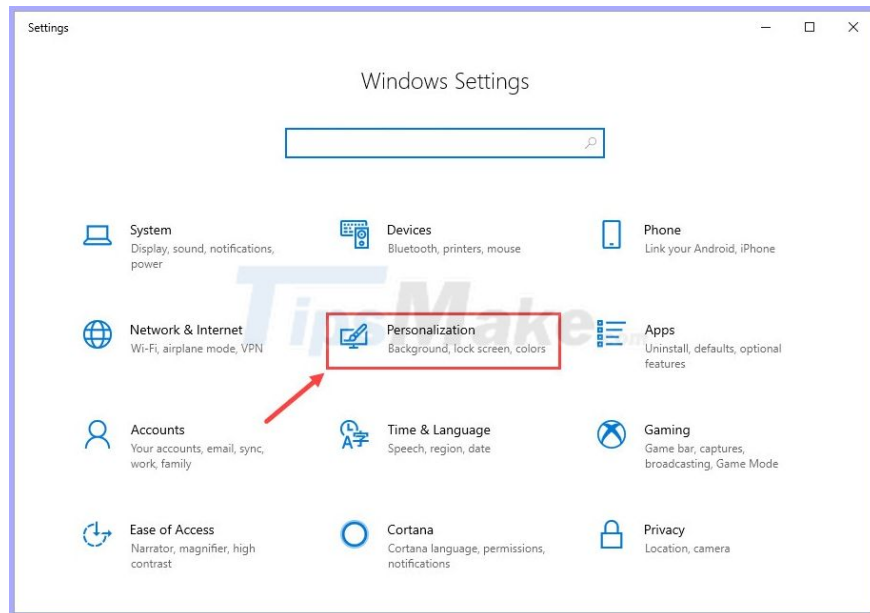 Settings
Windows Settings
System
Display, sound, notifications,
power
Devices
Bluetooth, printers, mouse
Phone
Link your Android, iPhone
Network & Internet
Wi-Fi, airplane mode, VPN
Personalization
Background, lock screen, colors
Apps
Uninstall, defaults, optional
features
Accounts
Your accounts, email, sync,
work, family
Time & Language
Speech, region, date
Gaming
Game bar, captures,
broadcasting, Game Mode
Ease of Access
Narrator, magnifier, high
contrast
Cortana
Cortana language, permissions,
notifications
Privacy
Location, camera
TipsMake.com
A字